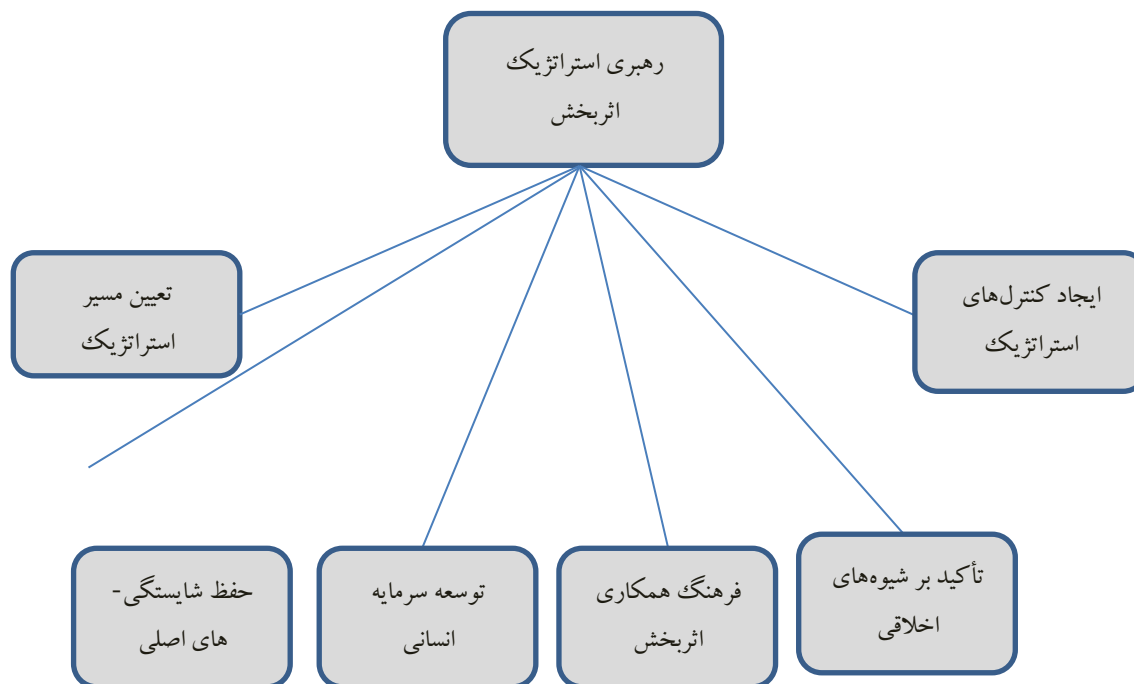 رهبری استراتژیک
اثربخش
ایجاد کنترل‌های
استراتژیک
تعیین مسیر
استراتژیک
تأکید بر شیوه‌های
اخلاقی
فرهنگ همکاری
اثربخش
توسعه سرمایه
انسانی
حفظ شایستگی-
های اصلی